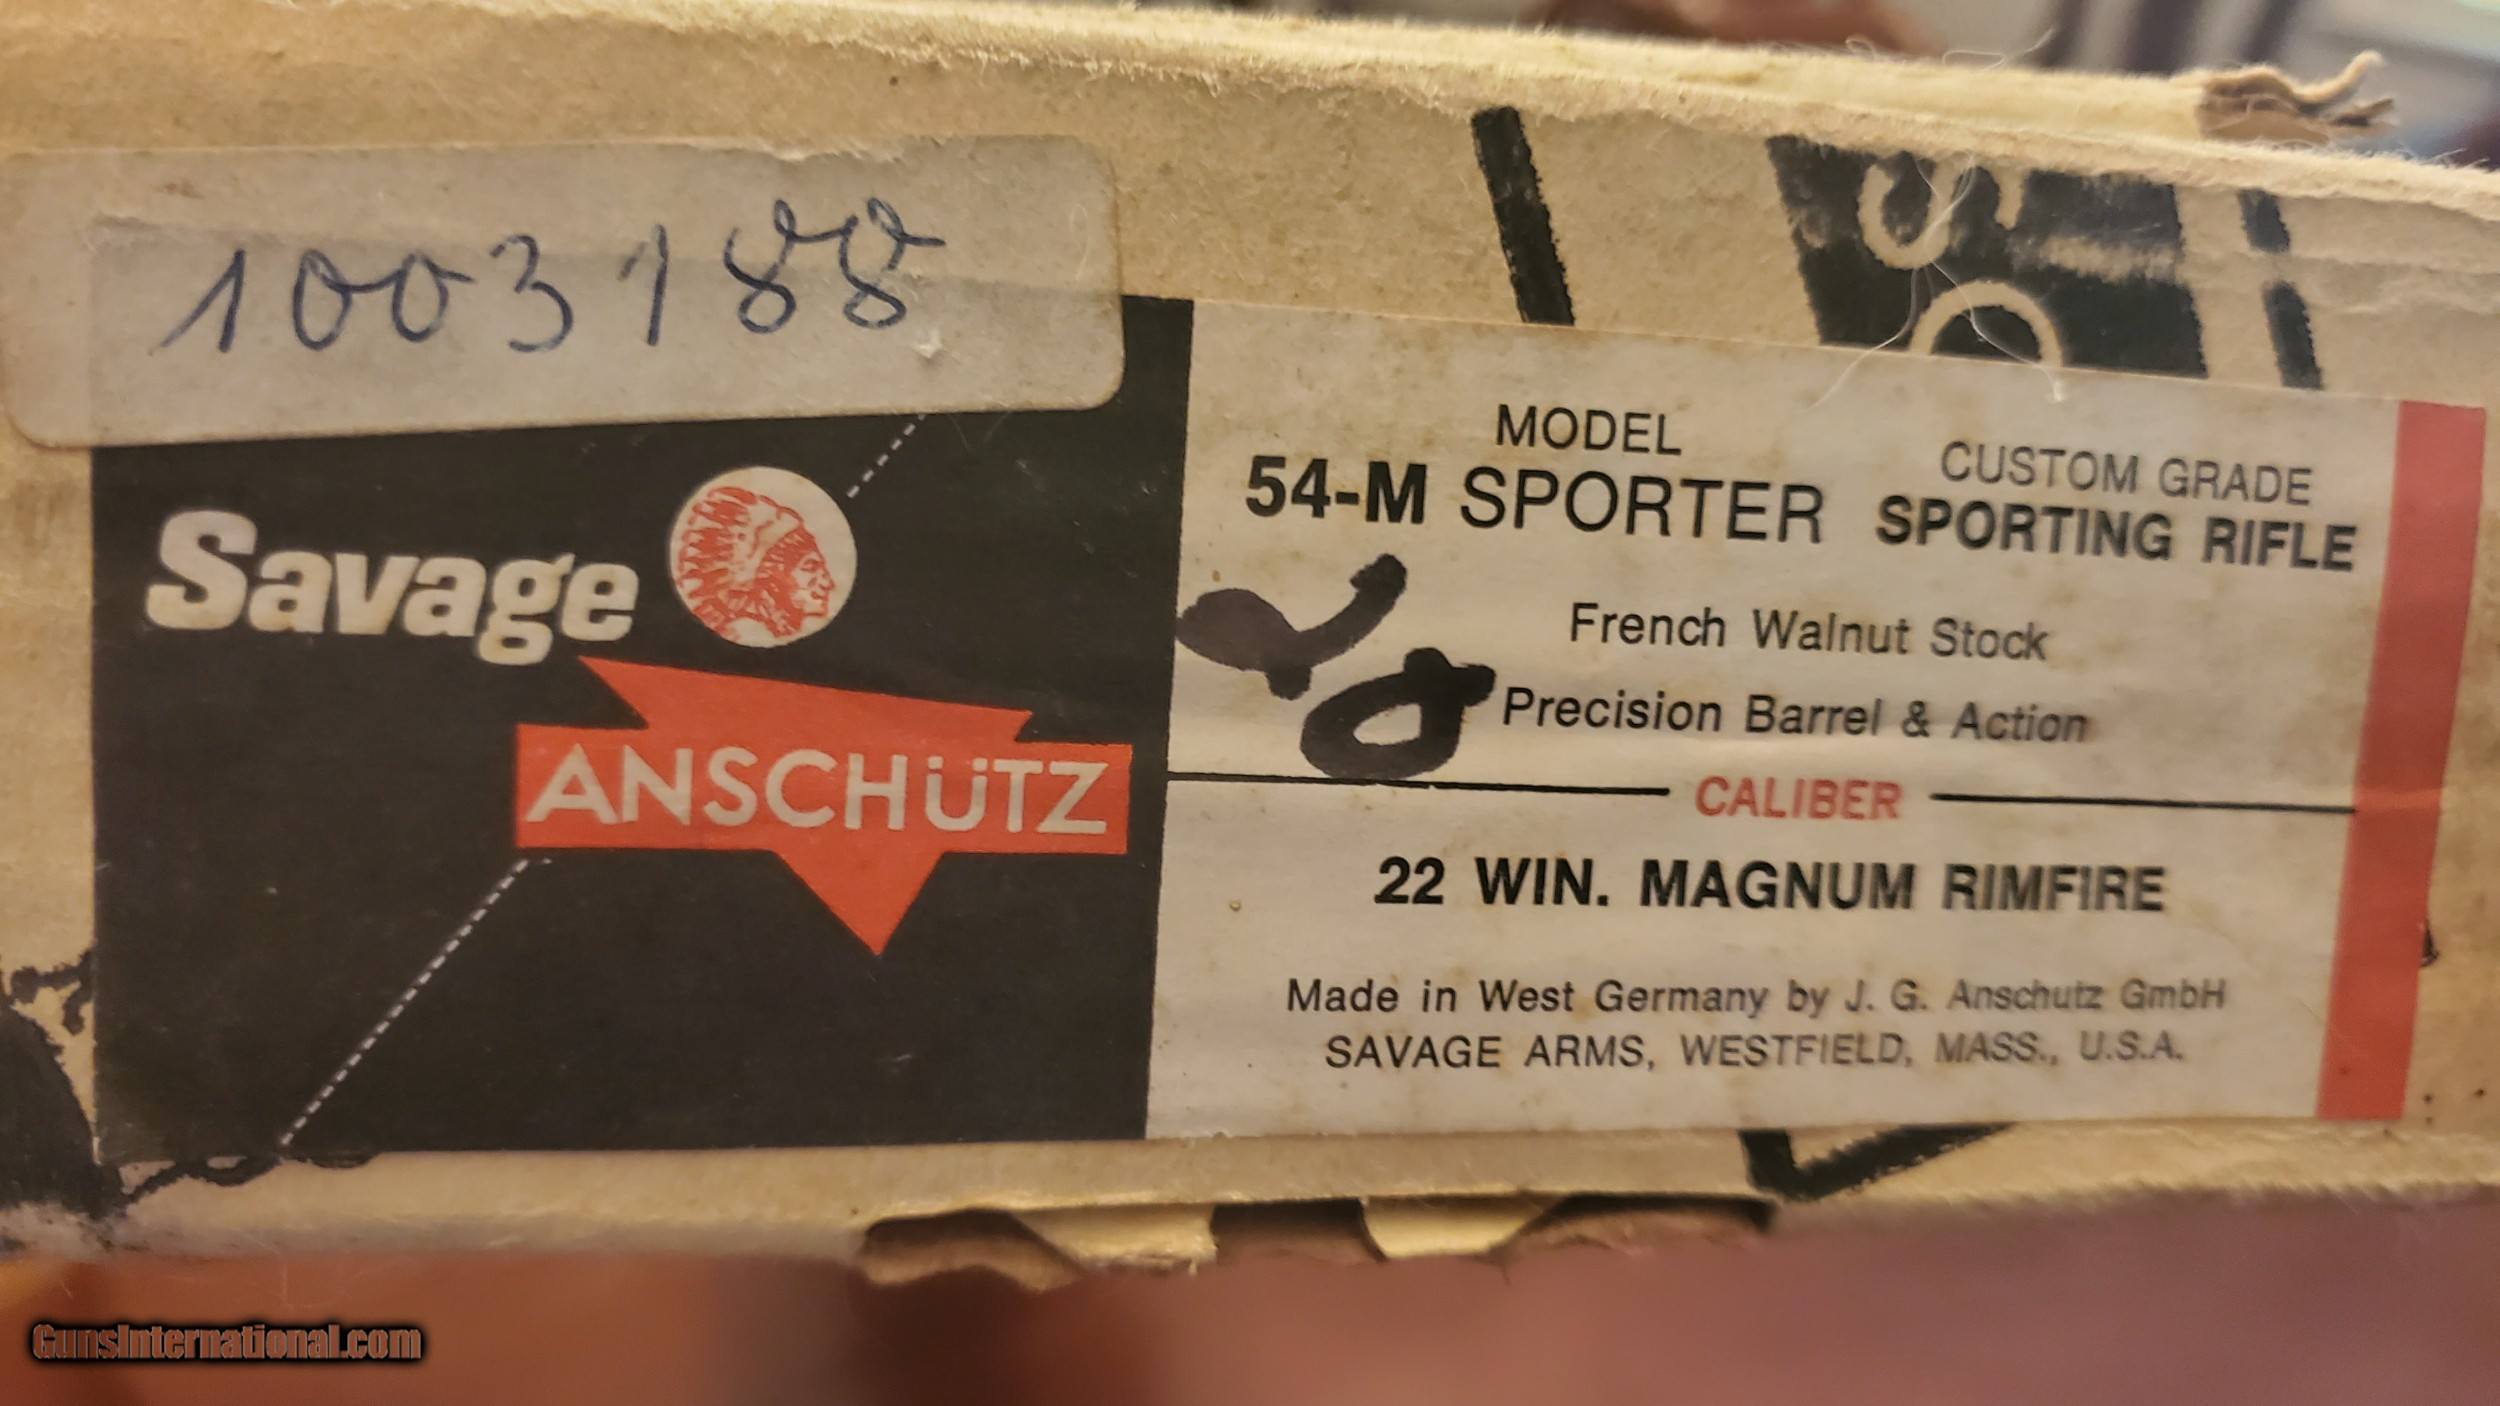 1003188
Savage
ANSCHÜTZ
MODEL
54-M SPORTER
CUSTOM GRADE
SPORTING RIFLE
French Walnut Stock
Precision Barrel & Action
CALIBER
22 WIN. MAGNUM RIMFIRE
Made in West Germany by J. G. Anschutz GmbH
SAVAGE ARMS, WESTFIELD, MASS., U.S.A.
GunsInternational.com